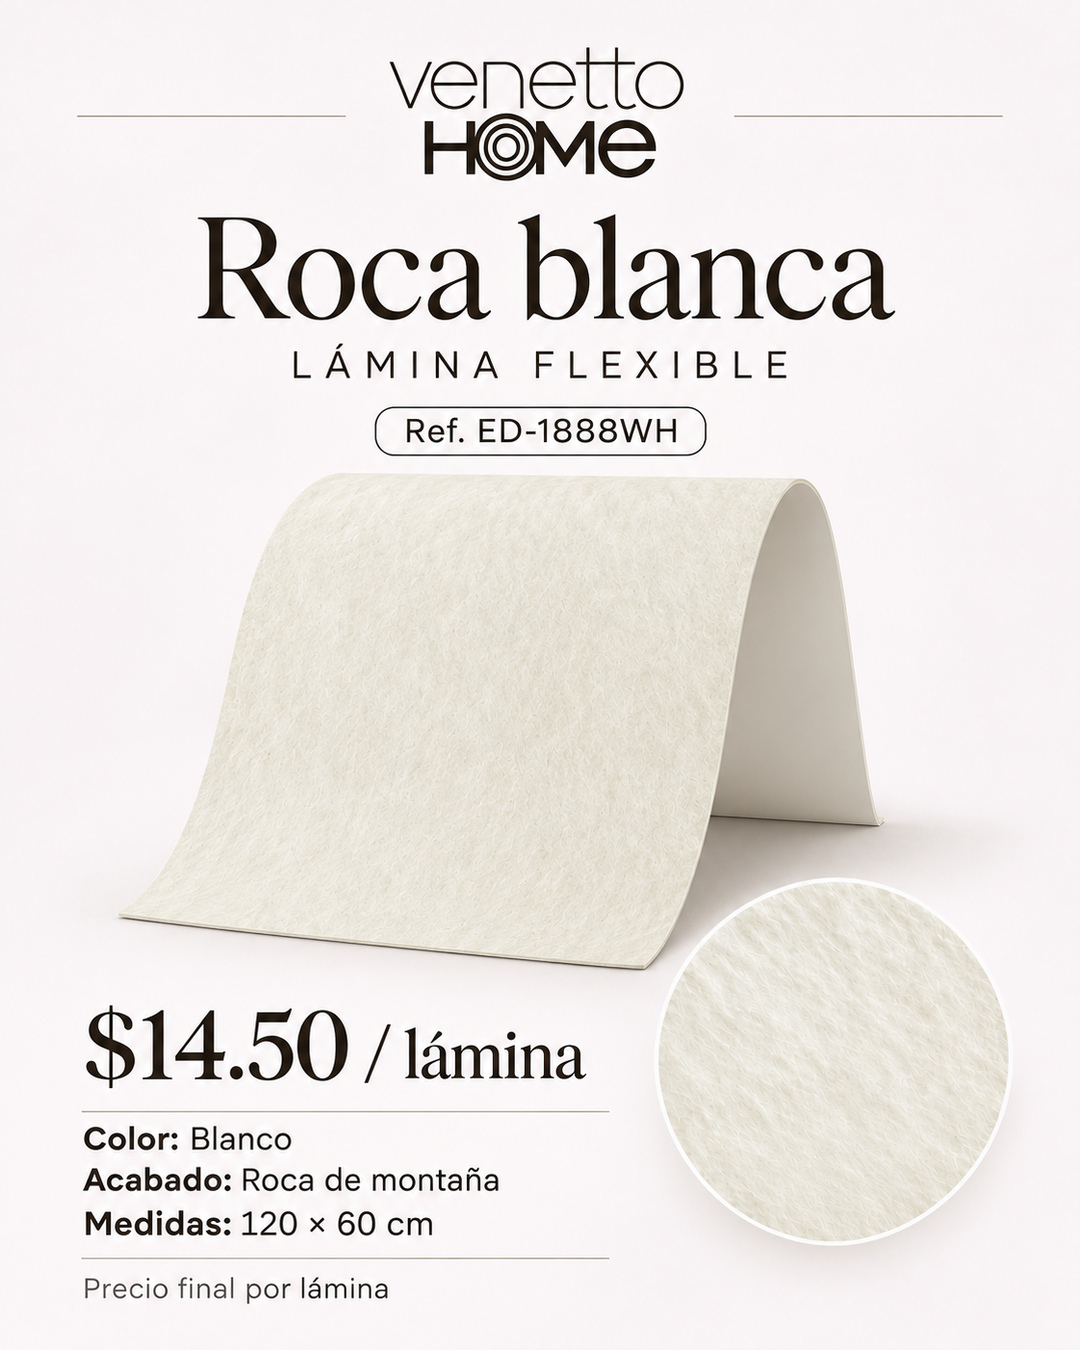 venetto
HOMe
Roca blanca
LÁMINA FLEXIBLE
Ref. ED-1888WH
$14.50 / lámina
Color: Blanco
Acabado: Roca de montaña
Medidas: 120 × 60 cm
Precio final por lámina